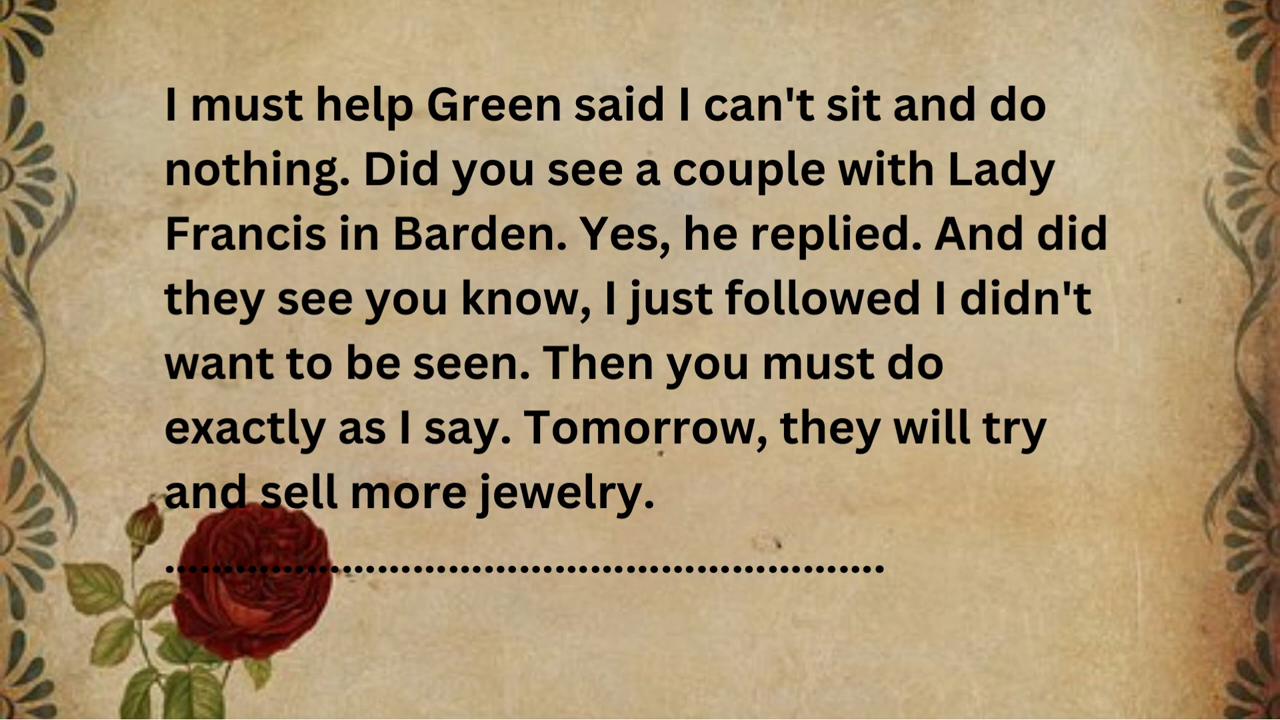 I must help Green said I can't sit and do
nothing. Did you see a couple with Lady
Francis in Barden. Yes, he replied. And did
they see you know, I just followed I didn't
want to be seen. Then you must do
exactly as I say. Tomorrow, they will try
and sell more jewelry.
…………………………………………………….